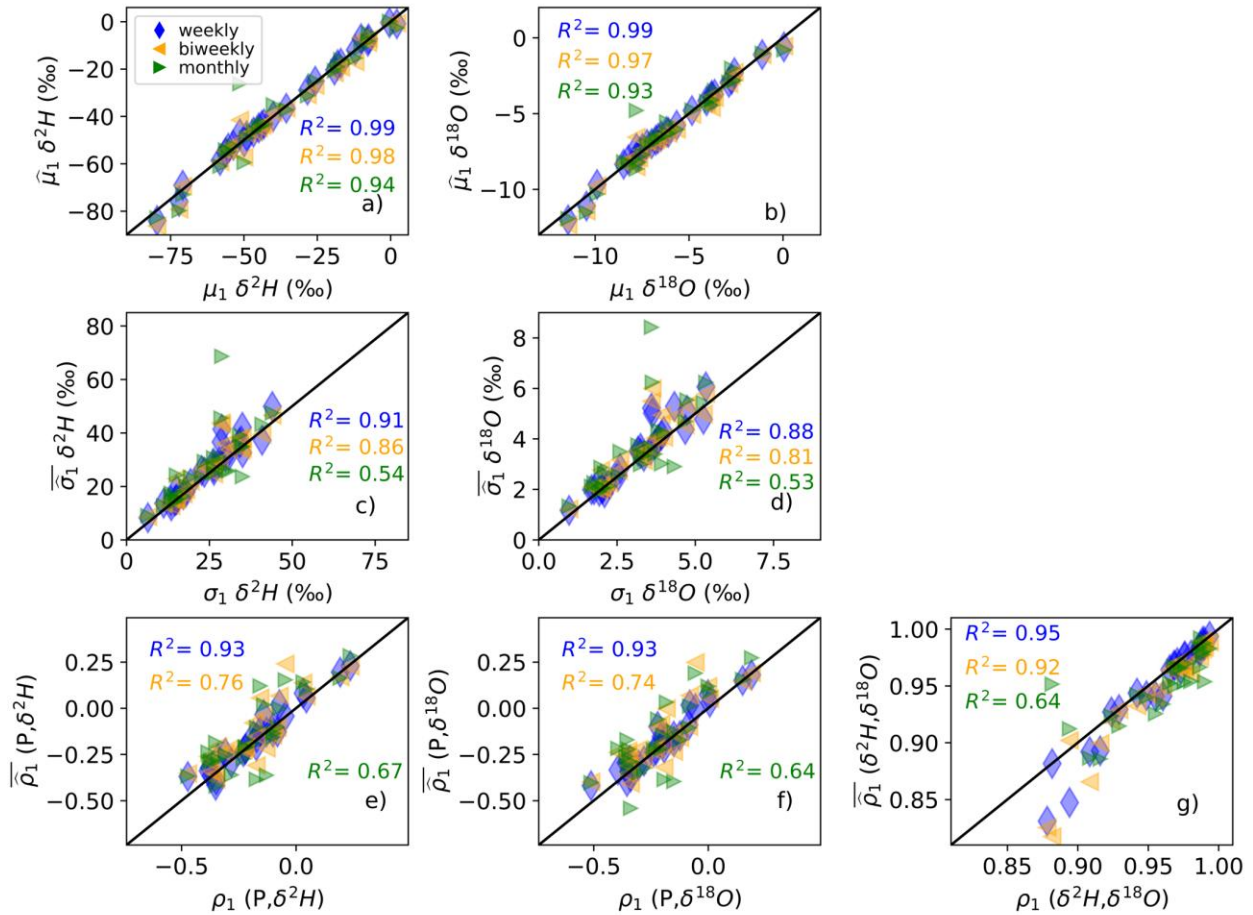 weekly
biweekly
monthly
R²= 0.99
R²= 0.98
R²= 0.94
a)
0
−20
−40
−60
−80
−75
−50
−25
0
μ̂₁ δ²H (‰)
μ₁ δ²H (‰)
R²= 0.99
R²= 0.97
R²= 0.93
b)
0
−5
−10
−10
−5
0
μ̂₁ δ¹⁸O (‰)
μ₁ δ¹⁸O (‰)
R²= 0.91
R²= 0.86
R²= 0.54
c)
80
60
40
20
0
0
25
50
75
σ̂₁ δ²H (‰)
σ₁ δ²H (‰)
R²= 0.88
R²= 0.81
R²= 0.53
d)
8
6
4
2
0
0.0
2.5
5.0
7.5
σ̂₁ δ¹⁸O (‰)
σ₁ δ¹⁸O (‰)
R²= 0.93
R²= 0.76
R²= 0.67
e)
0.25
0.00
−0.25
−0.50
−0.5
0.0
ρ̂₁ (P,δ²H)
ρ₁ (P,δ²H)
R²= 0.93
R²= 0.74
R²= 0.64
f)
0.25
0.00
−0.25
−0.50
−0.5
0.0
ρ̂₁ (P,δ¹⁸O)
ρ₁ (P,δ¹⁸O)
R²= 0.95
R²= 0.92
R²= 0.64
g)
1.00
0.95
0.90
0.85
0.85
0.90
0.95
1.00
ρ̂₁ (δ²H,δ¹⁸O)
ρ₁ (δ²H,δ¹⁸O)